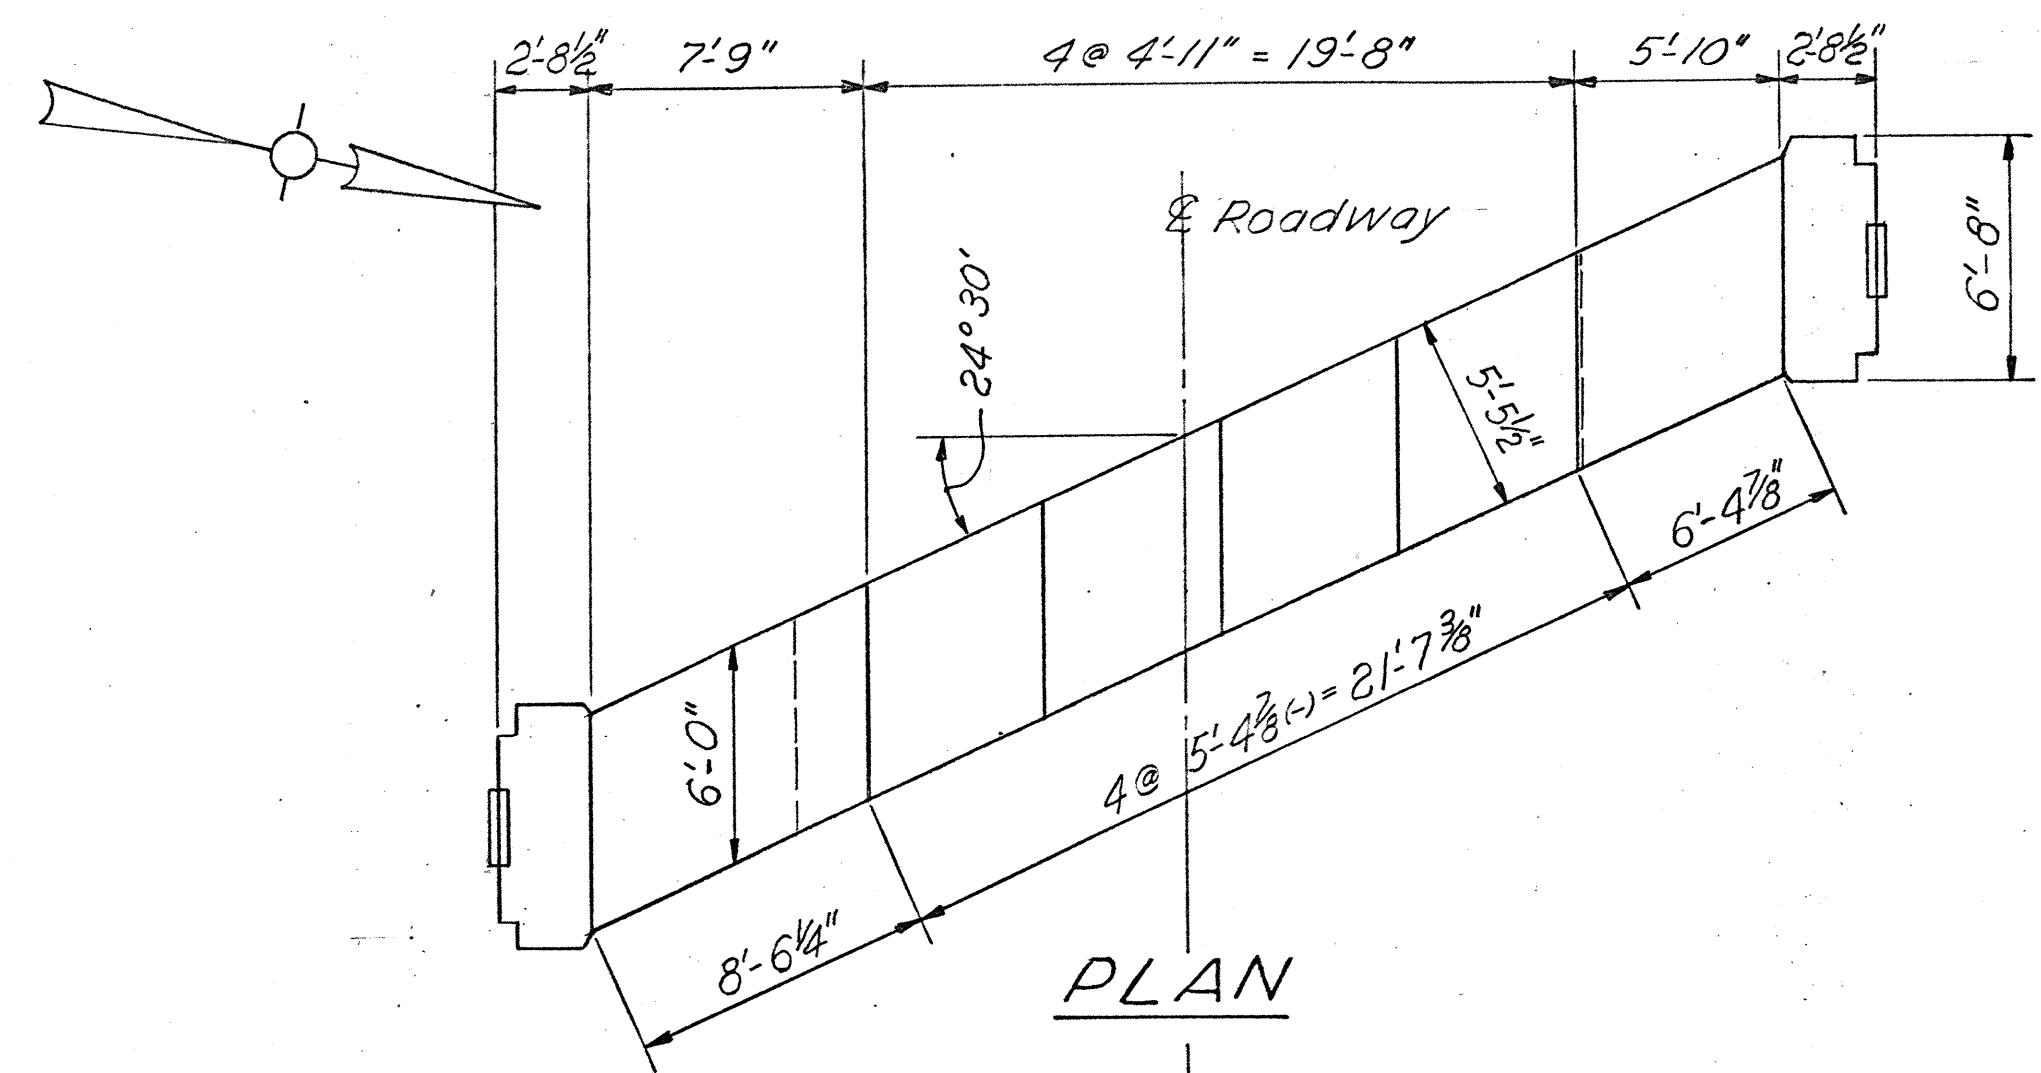 2'-8½"
7'-9"
4 @ 4'-11" = 19'-8"
5'-10"
2'-8½"
℄ Roadway
6'-8"
24° 30'
5'-5½"
6'-4⅞"
6'-0"
4 @ 5'-4⅞(-) = 21'-7⅜"
8'-6¼"
PLAN